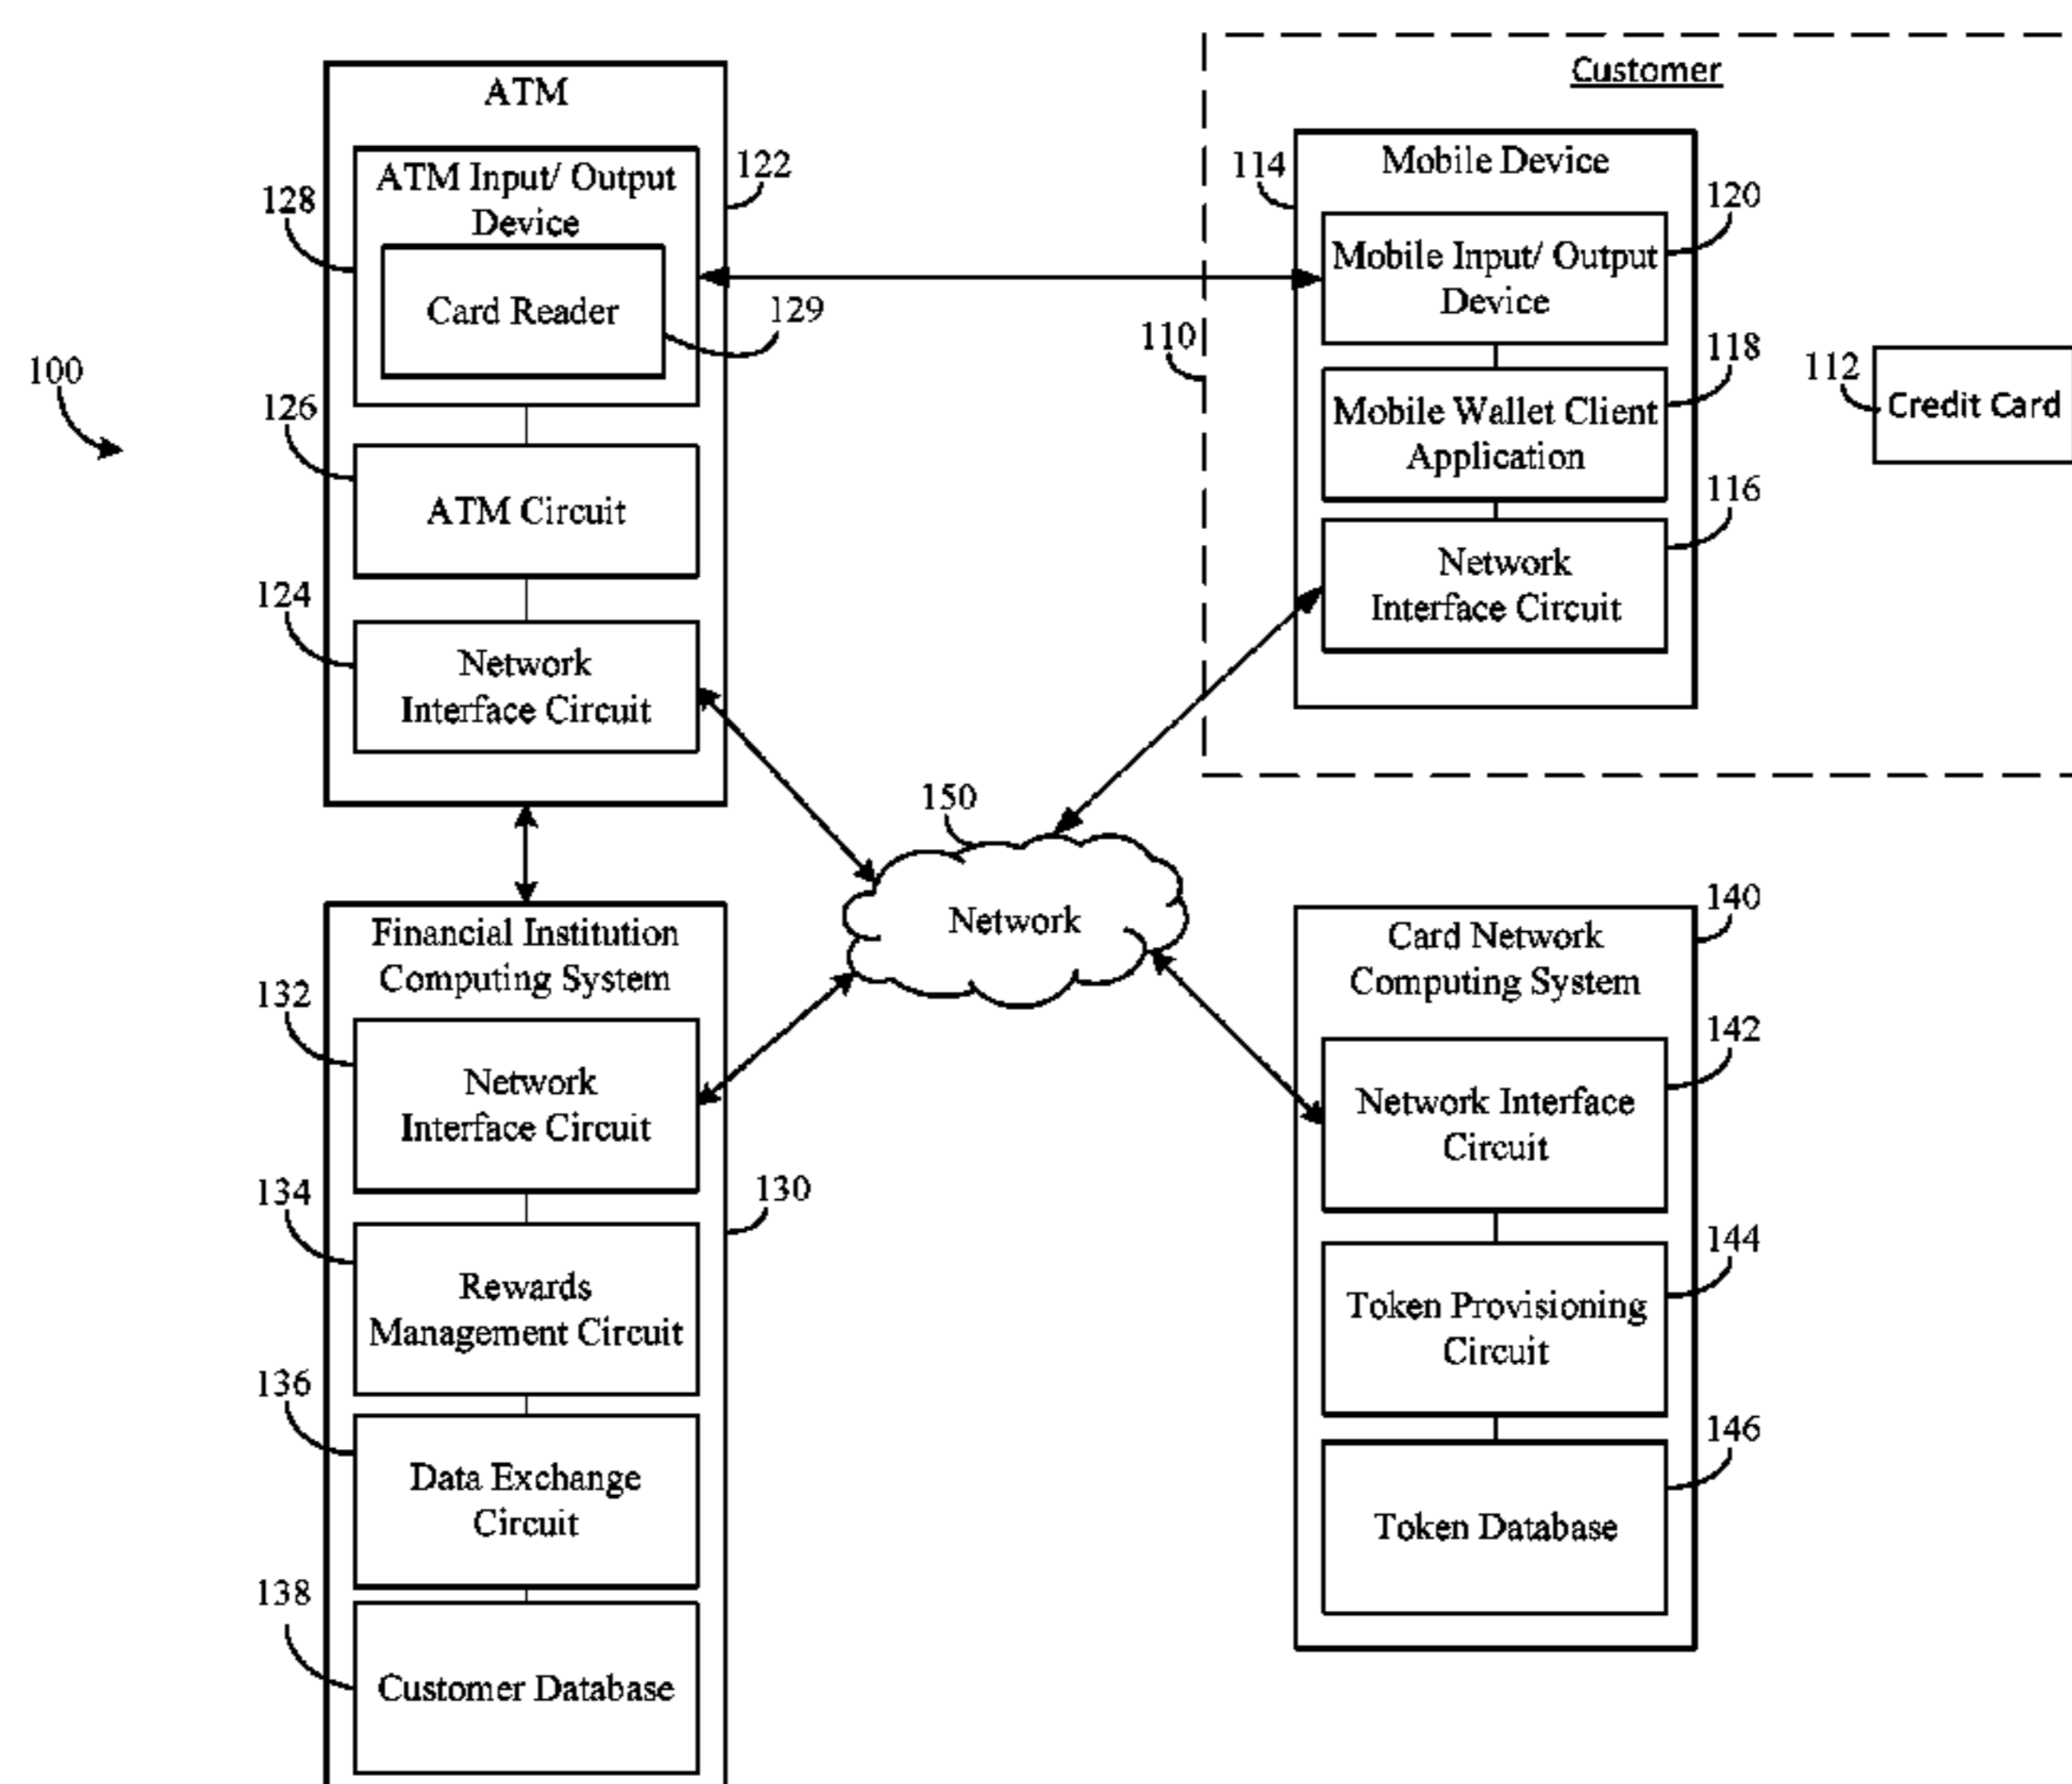 100
ATM
122
128
ATM Input/ Output
Device
Card Reader
129
126
ATM Circuit
124
Network
Interface Circuit
Customer
110
114
Mobile Device
120
Mobile Input/ Output
Device
118
Mobile Wallet Client
Application
116
Network
Interface Circuit
112
Credit Card
150
Network
Financial Institution
Computing System
132
Network
Interface Circuit
130
134
Rewards
Management Circuit
136
Data Exchange
Circuit
138
Customer Database
140
Card Network
Computing System
142
Network Interface
Circuit
144
Token Provisioning
Circuit
146
Token Database